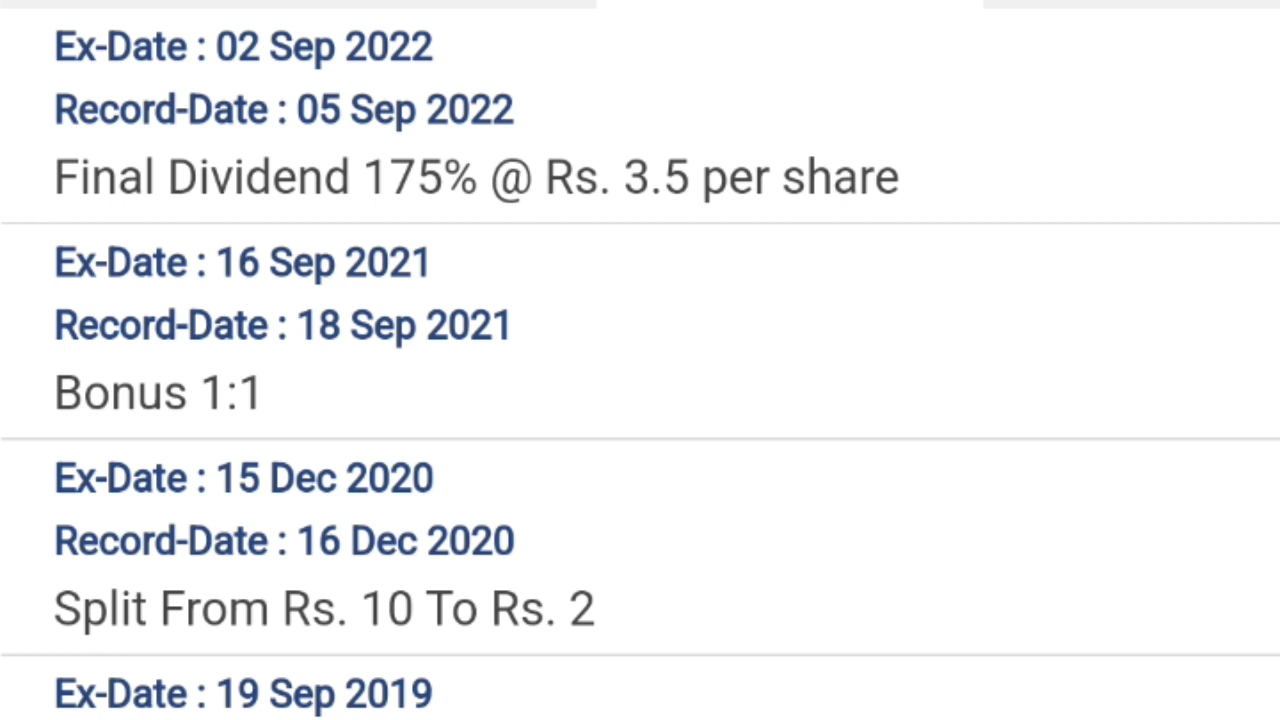 Ex-Date : 02 Sep 2022
Record-Date : 05 Sep 2022
Final Dividend 175% @ Rs. 3.5 per share
Ex-Date : 16 Sep 2021
Record-Date : 18 Sep 2021
Bonus 1:1
Ex-Date : 15 Dec 2020
Record-Date : 16 Dec 2020
Split From Rs. 10 To Rs. 2
Ex-Date : 19 Sep 2019